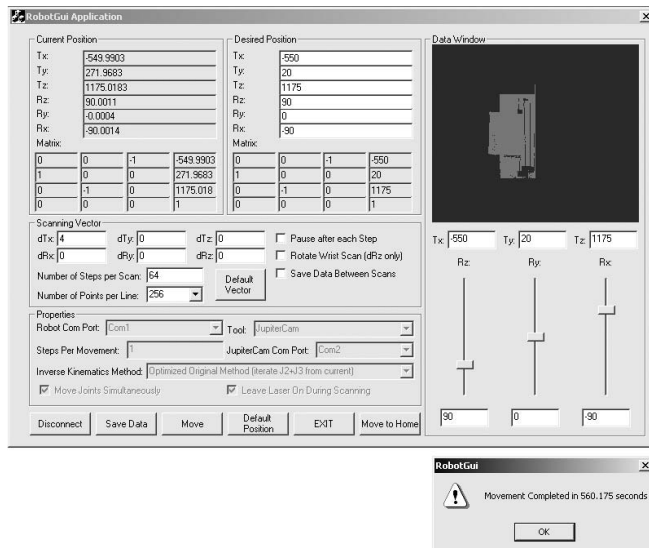 RobotGui Application
Current Position
Tx: -549.9903
Ty: 271.9683
Tz: 1175.0183
Rz: 90.0011
Ry: -0.0004
Rx: -90.0014
Matrix:
0 0 -1 -549.9903
1 0 0 271.9683
0 -1 0 1175.018
0 0 0 1
Desired Position
Tx: -550
Ty: 20
Tz: 1175
Rz: 90
Ry: 0
Rx: -90
Matrix:
0 0 -1 -550
1 0 0 20
0 -1 0 1175
0 0 0 1
Scanning Vector
dTx: 4 dTy: 0 dTz: 0 Pause after each Step
dRx: 0 dRy: 0 dRz: 0 Rotate Wrist Scan (dRz only)
Number of Steps per Scan: 64 Save Data Between Scans
Number of Points per Line: 256
Default
Vector
Properties
Robot Com Port: Com1 Tool: JupiterCam
Steps Per Movement: 1 JupiterCam Com Port: Com2
Inverse Kinematics Method: Optimized Original Method (iterate J2+J3 from current)
Move Joints Simultaneously Leave Laser On During Scanning
Disconnect Save Data Move Default Position EXIT Move to Home
Data Window
Tx: -550 Ty: 20 Tz: 1175
Rz: Ry: Rx:
90 0 -90
RobotGui
Movement Completed in 560.175 seconds
OK